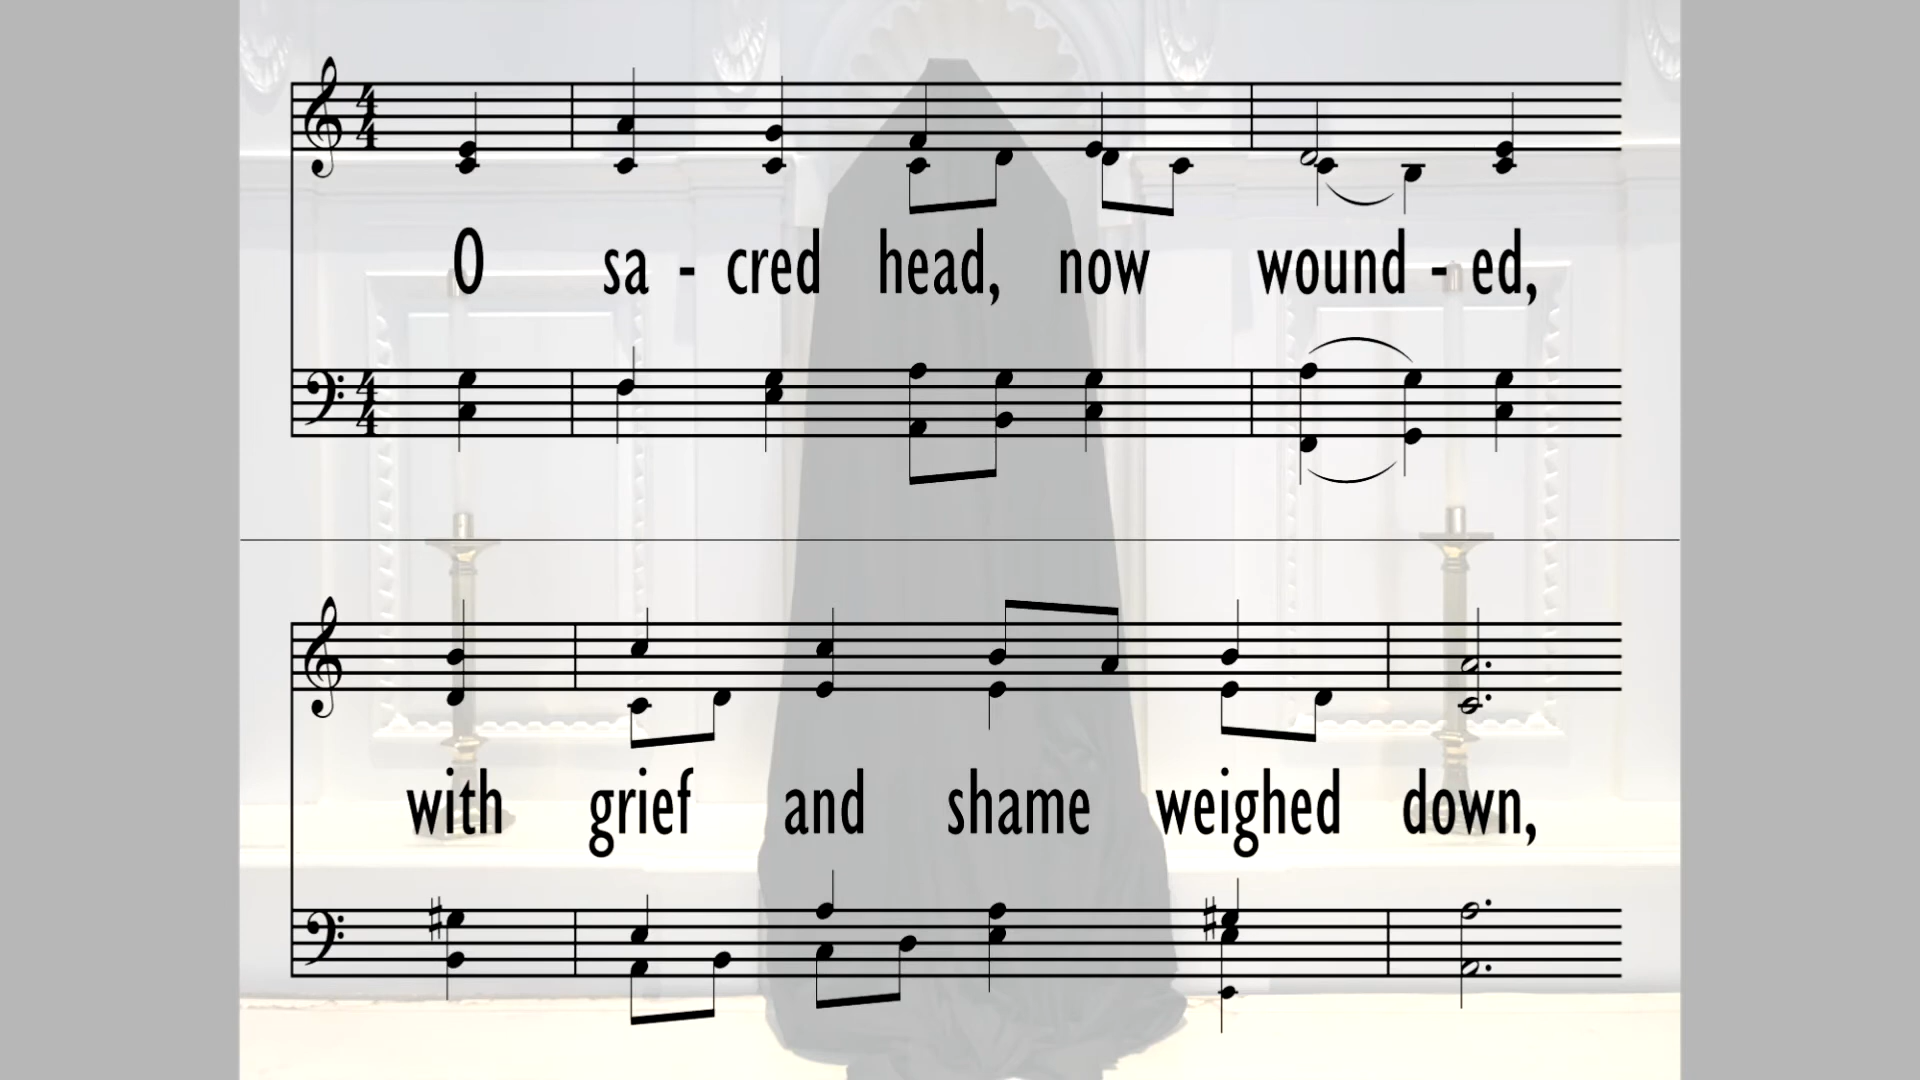 O sa - cred head, now wound - ed,
with grief and shame weighed down,